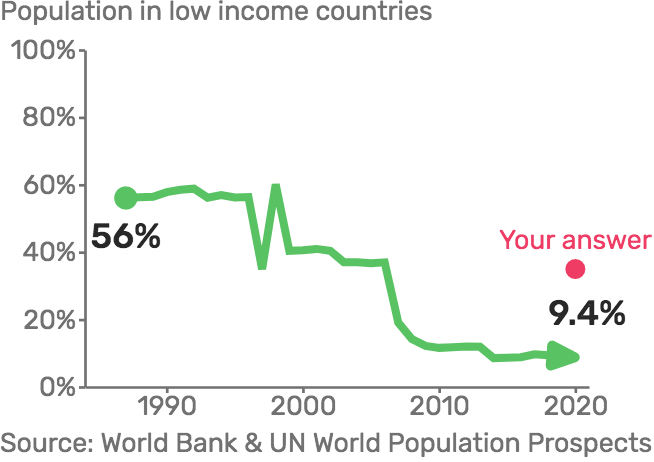 Population in low income countries
100%
80%
60%
56%
40%
Your answer
20%
9.4%
0%
1990 2000 2010 2020
Source: World Bank & UN World Population Prospects